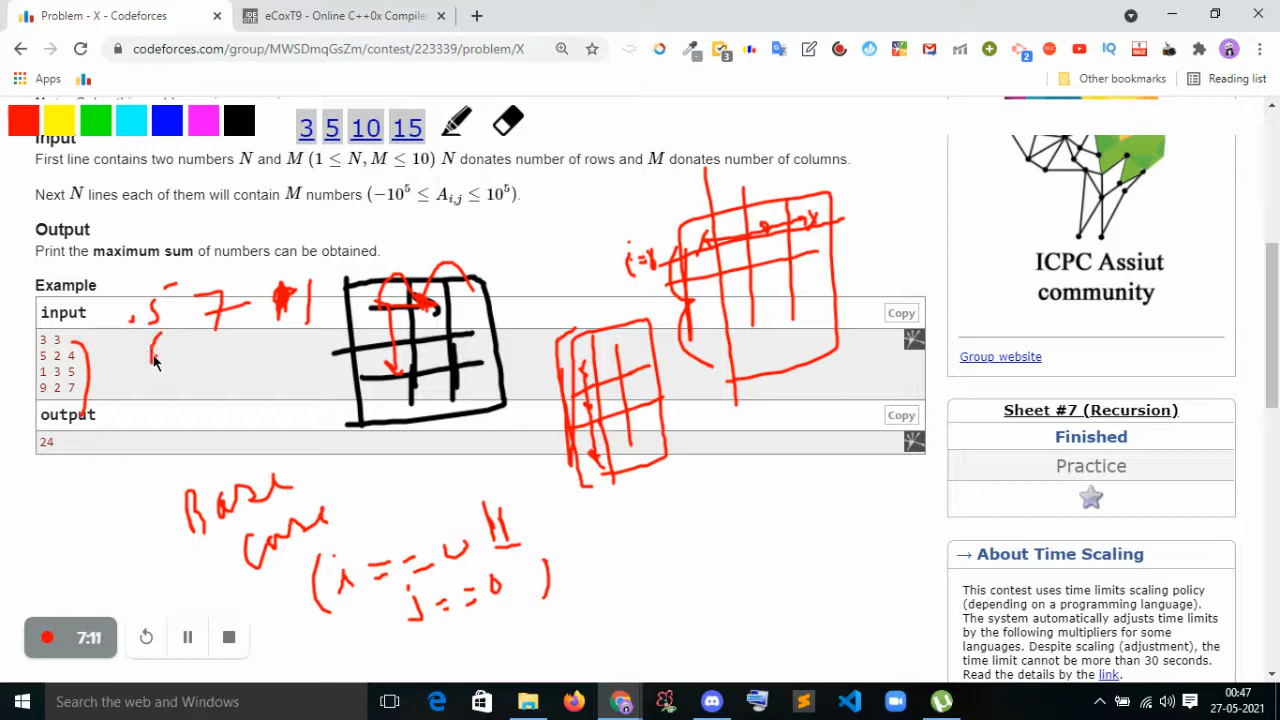 Problem - X - Codeforces
eCoxT9 - Online C++0x Compile
codeforces.com/group/MWSDmqGsZm/contest/223339/problem/X
Apps
Other bookmarks
Reading list
3 5 10 15
Input
First line contains two numbers N and M (1 ≤ N, M ≤ 10) N donates number of rows and M donates number of columns.
Next N lines each of them will contain M numbers (−10^5 ≤ A_{i,j} ≤ 10^5).
Output
Print the maximum sum of numbers can be obtained.
Example
input
Copy
3 3
5 2 4
1 3 5
9 2 7
output
Copy
24
5 7
Base
case
(i == 0 ||
j == 0)
7:11
ICPC Assiut
community
Group website
Sheet #7 (Recursion)
Finished
Practice
→ About Time Scaling
This contest uses time limits scaling policy
(depending on a programming language).
The system automatically adjusts time limits
by the following multipliers for some
languages. Despite scaling (adjustment), the
time limit cannot be more than 30 seconds.
Read the details by the link.
Search the web and Windows
00:47
27-05-2021